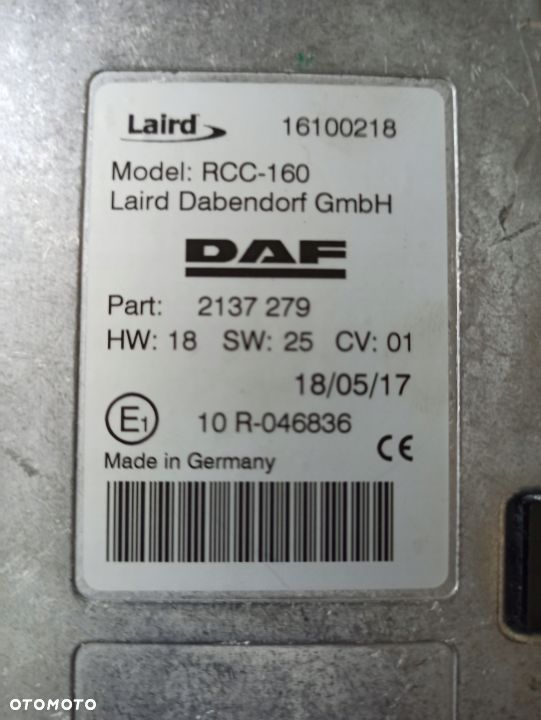 Laird 16100218
Model: RCC-160
Laird Dabendorf GmbH
DAF
Part: 2137 279
HW: 18 SW: 25 CV: 01
18/05/17
E1 10 R-046836 CE
Made in Germany
OTOMOTO